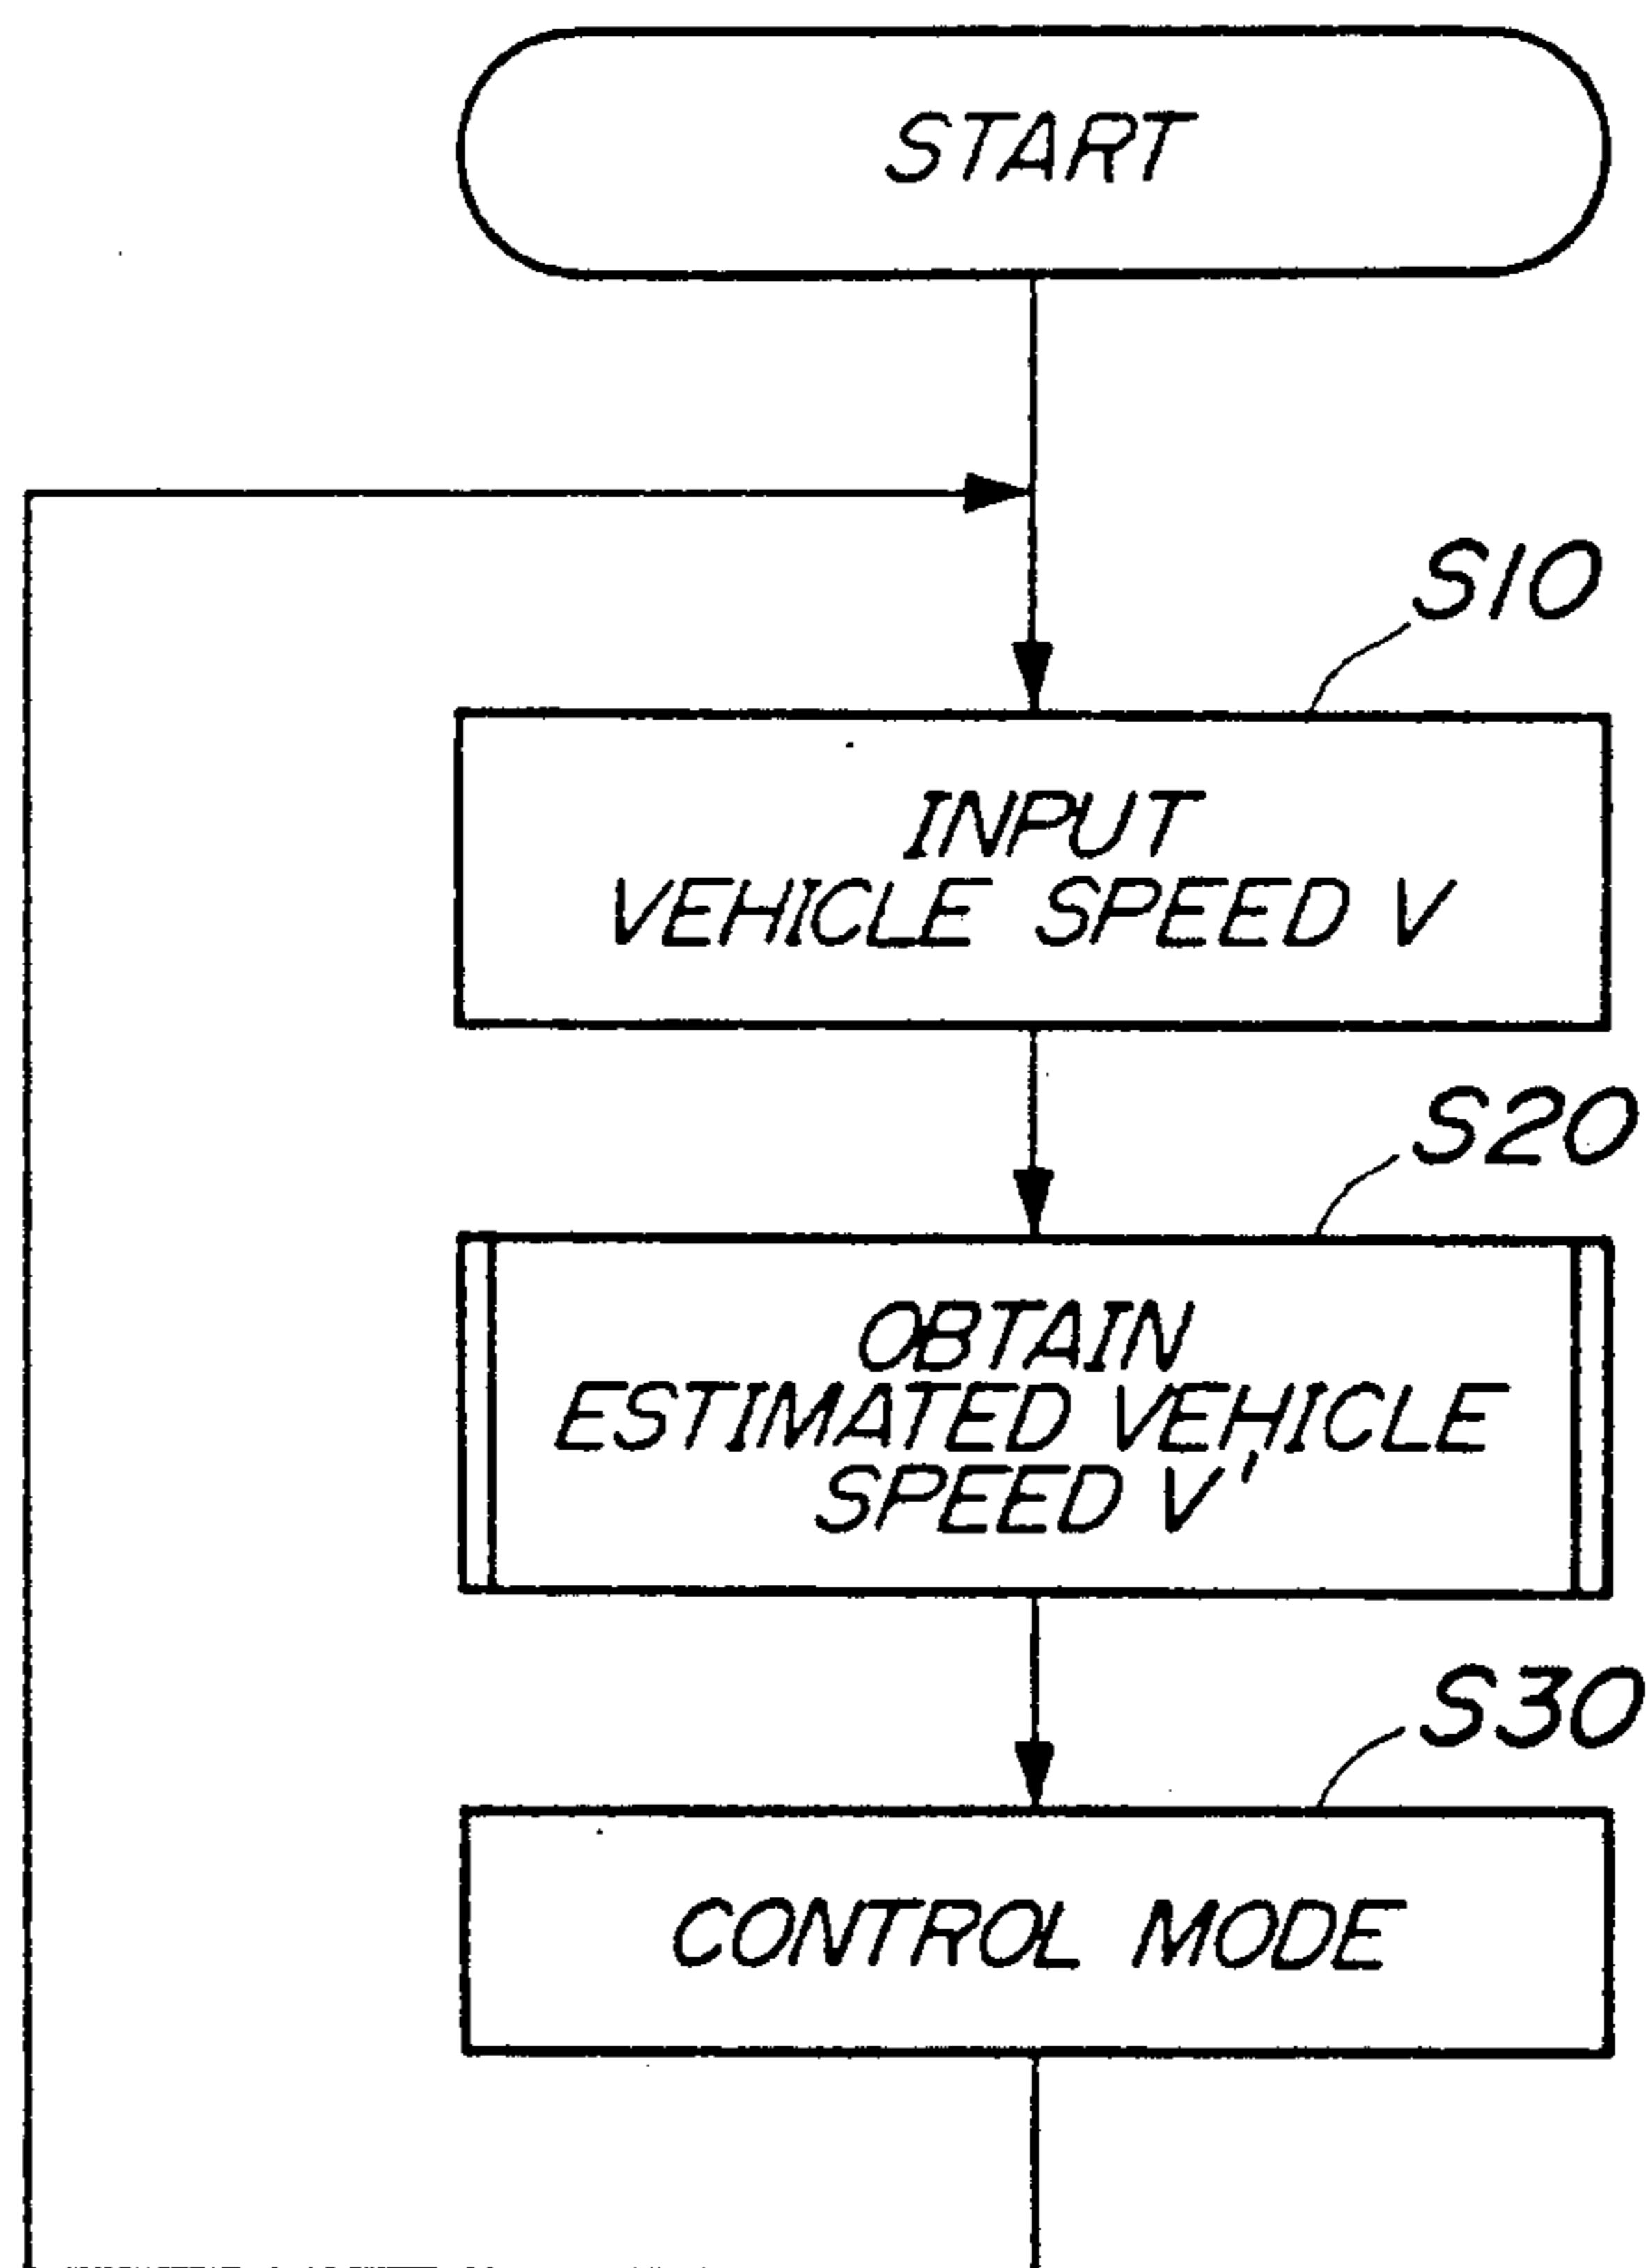 START
S10
INPUT
VEHICLE SPEED V
S20
OBTAIN
ESTIMATED VEHICLE
SPEED V'
S30
CONTROL MODE